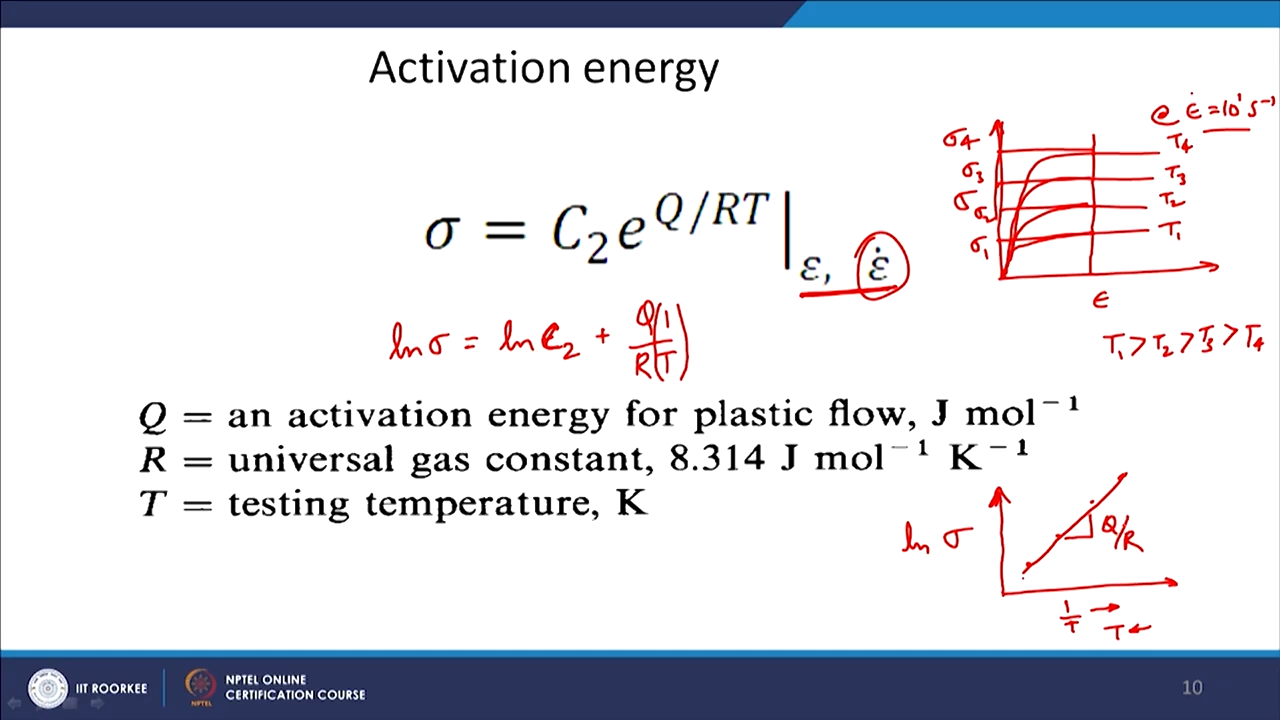 Activation energy
@ ε̇ = 10¹ s⁻¹
σ4 T4
σ3 T3
σ σ2 T2
σ1 T1
ϵ
T1 > T2 > T3 > T4
σ = C₂e^{Q/RT}|_{ε, ε̇}
ln σ = ln C₂ + Q/R (1/T)
Q = an activation energy for plastic flow, J mol⁻¹
R = universal gas constant, 8.314 J mol⁻¹ K⁻¹
T = testing temperature, K
ln σ
Q/R
1/T →
T ←
IIT ROORKEE
NPTEL ONLINE
CERTIFICATION COURSE
NPTEL
10